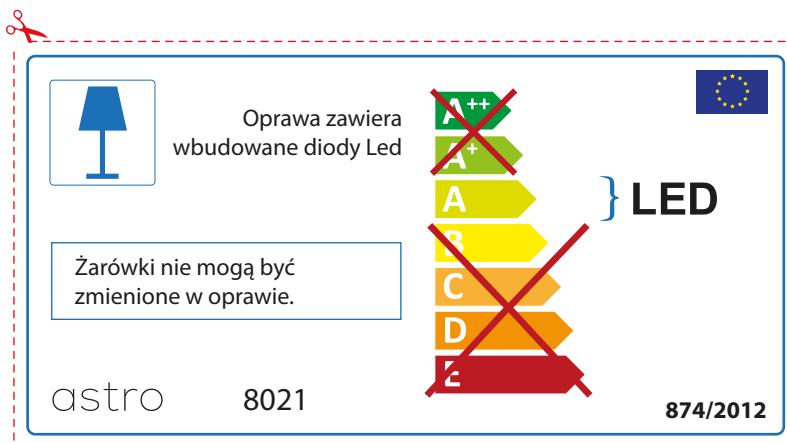 Oprawa zawiera
wbudowane diody Led
A++
A+
A
B
C
D
E
LED
Żarówki nie mogą być
zmienione w oprawie.
astro
8021
874/2012